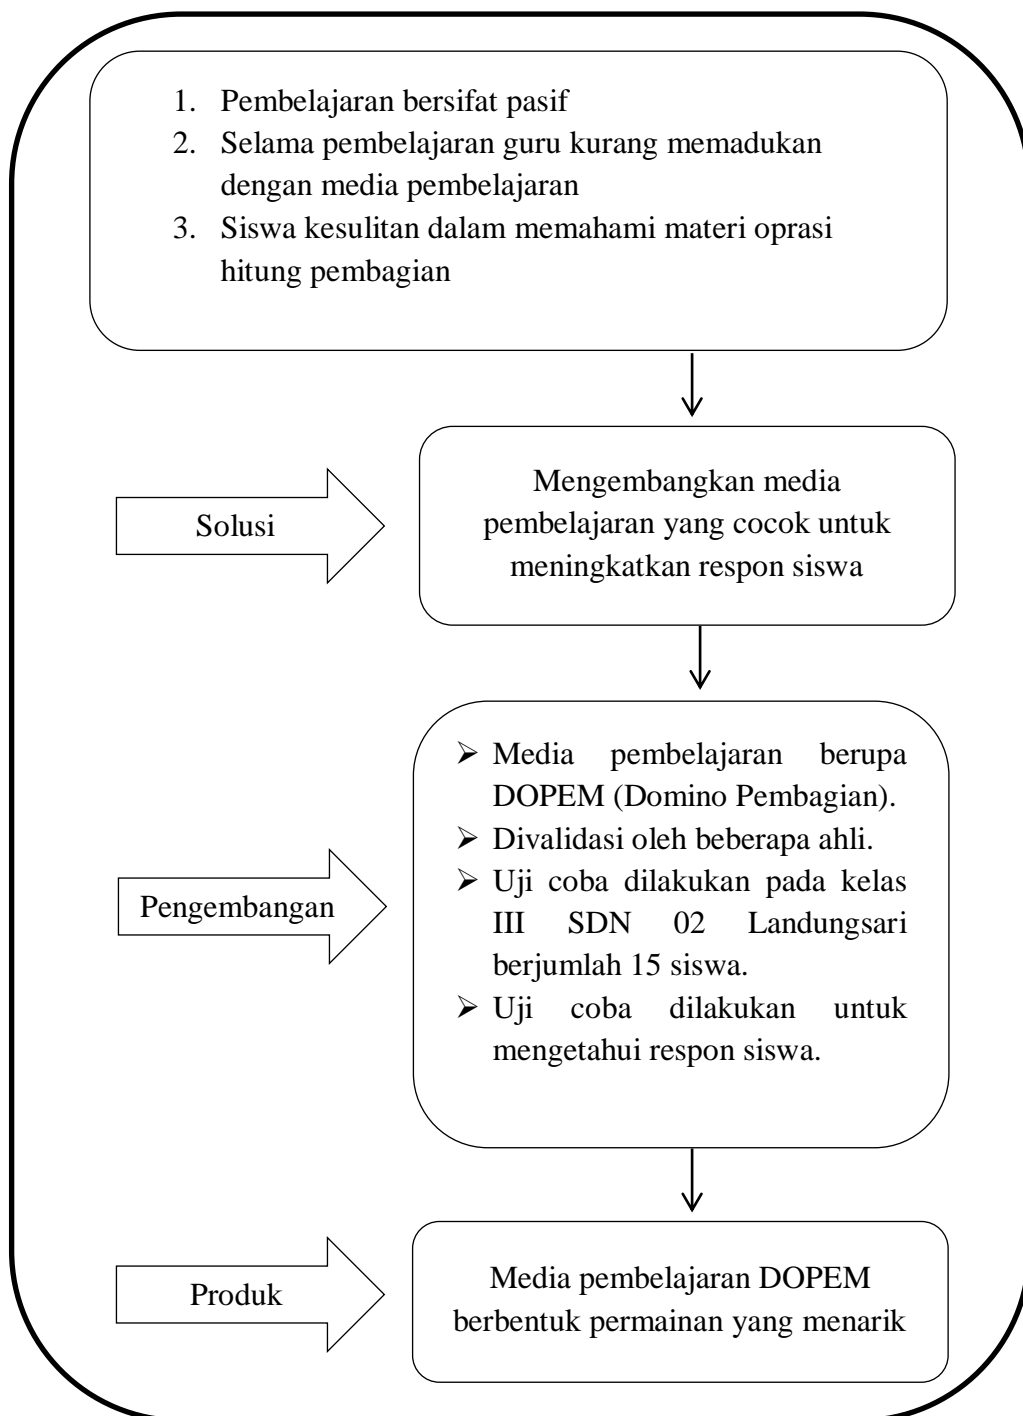 1. Pembelajaran bersifat pasif
2. Selama pembelajaran guru kurang memadukan
dengan media pembelajaran
3. Siswa kesulitan dalam memahami materi oprasi
hitung pembagian
Solusi
Mengembangkan media
pembelajaran yang cocok untuk
meningkatkan respon siswa
Pengembangan
➢ Media pembelajaran berupa
DOPEM (Domino Pembagian).
➢ Divalidasi oleh beberapa ahli.
➢ Uji coba dilakukan pada kelas
III SDN 02 Landungsari
berjumlah 15 siswa.
➢ Uji coba dilakukan untuk
mengetahui respon siswa.
Produk
Media pembelajaran DOPEM
berbentuk permainan yang menarik